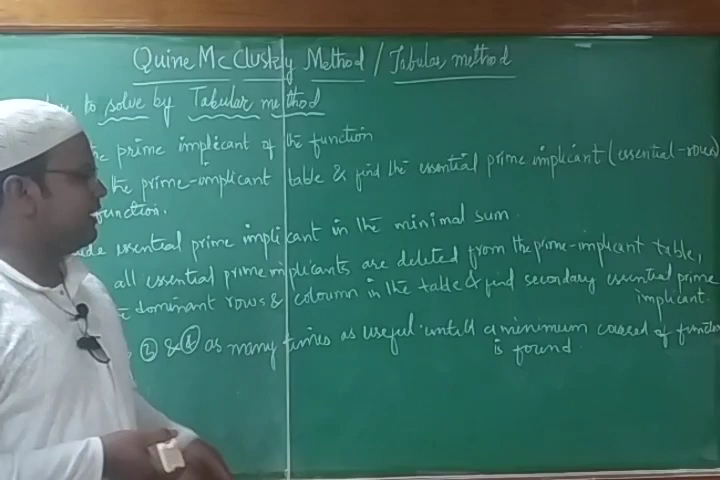 Quine McCluskey Method / Tabular method
to solve by Tabular method
prime implicant of the function
the prime-implicant table & find the essential prime implicant (essential-row)
function.
essential prime implicant in the minimal sum.
all essential prime implicants are deleted from the prime-implicant table,
dominant rows & coloumn in the table & find secondary essential prime
implicant.
② & ④ as many times as useful untill a minimum covered of function
is found.